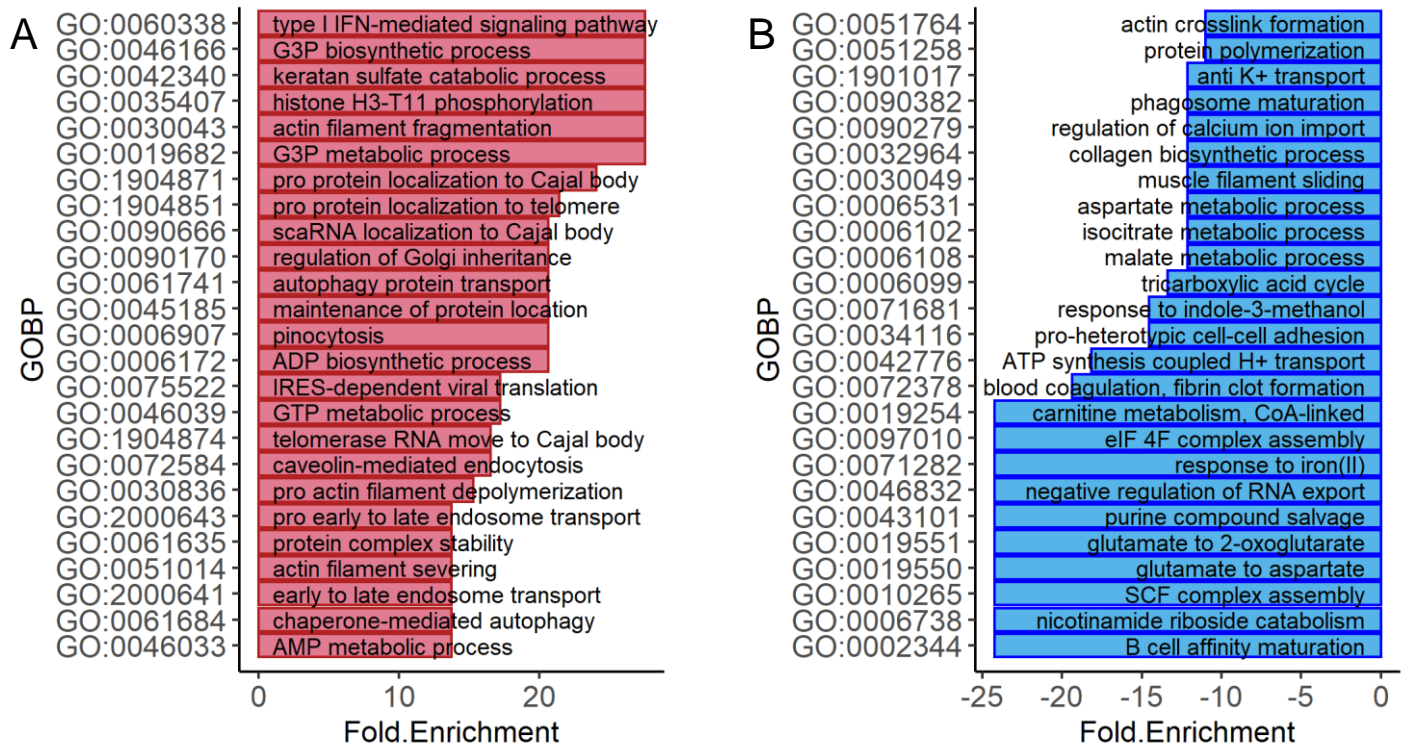 A
GOBP
GO:0060338 type I IFN-mediated signaling pathway
GO:0046166 G3P biosynthetic process
GO:0042340 keratan sulfate catabolic process
GO:0035407 histone H3-T11 phosphorylation
GO:0030043 actin filament fragmentation
GO:0019682 G3P metabolic process
GO:1904871 pro protein localization to Cajal body
GO:1904851 pro protein localization to telomere
GO:0090666 scaRNA localization to Cajal body
GO:0090170 regulation of Golgi inheritance
GO:0061741 autophagy protein transport
GO:0045185 maintenance of protein location
GO:0006907 pinocytosis
GO:0006172 ADP biosynthetic process
GO:0075522 IRES-dependent viral translation
GO:0046039 GTP metabolic process
GO:1904874 telomerase RNA move to Cajal body
GO:0072584 caveolin-mediated endocytosis
GO:0030836 pro actin filament depolymerization
GO:2000643 pro early to late endosome transport
GO:0061635 protein complex stability
GO:0051014 actin filament severing
GO:2000641 early to late endosome transport
GO:0061684 chaperone-mediated autophagy
GO:0046033 AMP metabolic process
0 10 20
Fold.Enrichment
B
GOBP
GO:0051764 actin crosslink formation
GO:0051258 protein polymerization
GO:1901017 anti K+ transport
GO:0090382 phagosome maturation
GO:0090279 regulation of calcium ion import
GO:0032964 collagen biosynthetic process
GO:0030049 muscle filament sliding
GO:0006531 aspartate metabolic process
GO:0006102 isocitrate metabolic process
GO:0006108 malate metabolic process
GO:0006099 tricarboxylic acid cycle
GO:0071681 response to indole-3-methanol
GO:0034116 pro-heterotypic cell-cell adhesion
GO:0042776 ATP synthesis coupled H+ transport
GO:0072378 blood coagulation, fibrin clot formation
GO:0019254 carnitine metabolism, CoA-linked
GO:0097010 eIF 4F complex assembly
GO:0071282 response to iron(II)
GO:0046832 negative regulation of RNA export
GO:0043101 purine compound salvage
GO:0019551 glutamate to 2-oxoglutarate
GO:0019550 glutamate to aspartate
GO:0010265 SCF complex assembly
GO:0006738 nicotinamide riboside catabolism
GO:0002344 B cell affinity maturation
-25 -20 -15 -10 -5 0
Fold.Enrichment